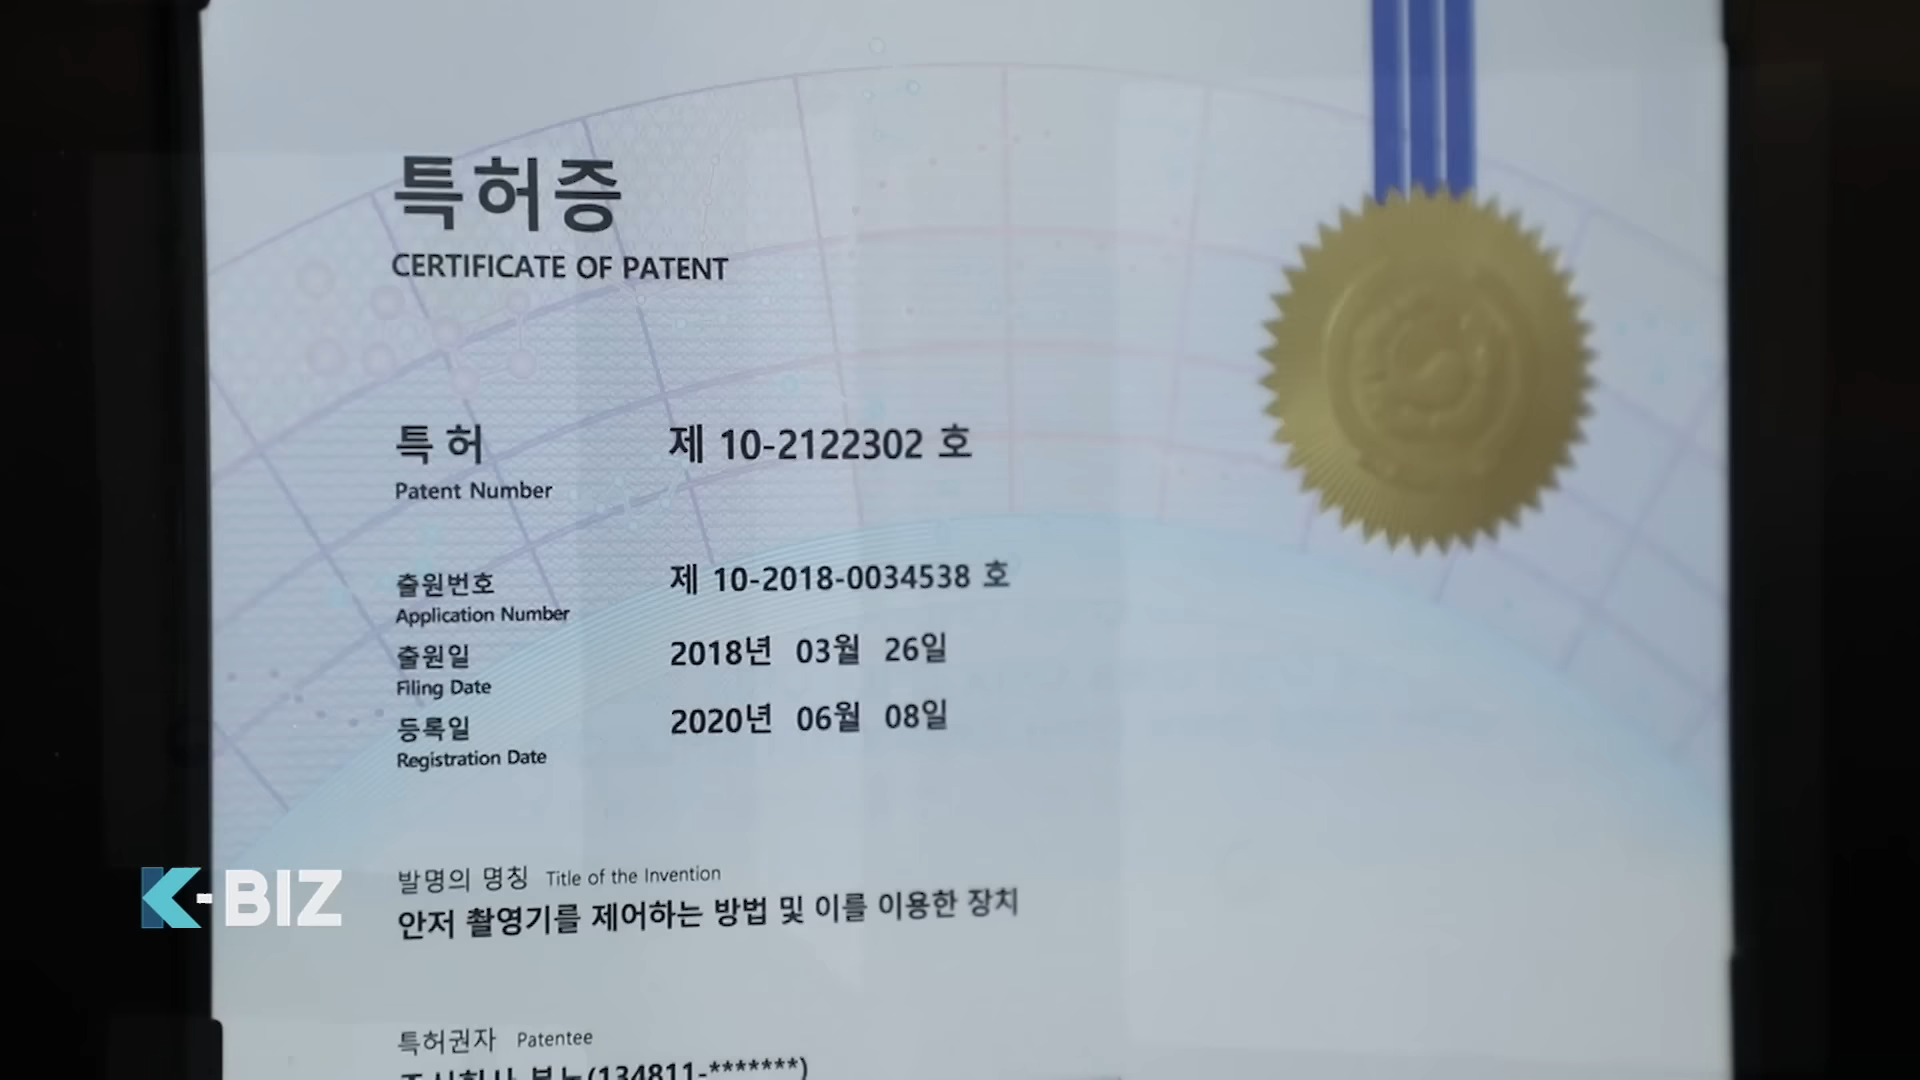 특허증
CERTIFICATE OF PATENT
특 허 제 10-2122302 호
Patent Number
출원번호 제 10-2018-0034538 호
Application Number
출원일 2018년 03월 26일
Filing Date
등록일 2020년 06월 08일
Registration Date
발명의 명칭 Title of the Invention
안저 촬영기를 제어하는 방법 및 이를 이용한 장치
K-BIZ
특허권자 Patentee
(134811-*******)